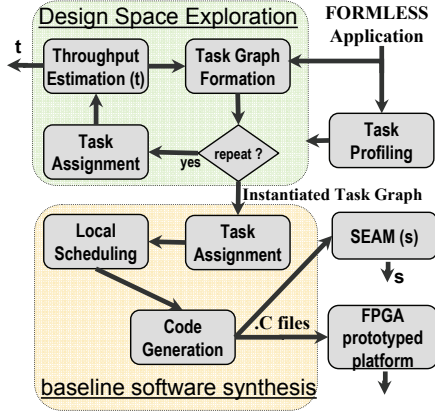 Design Space Exploration
FORMLESS
Application
t
Throughput
Estimation (t)
Task Graph
Formation
Task
Assignment
yes
repeat ?
Task
Profiling
Instantiated Task Graph
Local
Scheduling
Task
Assignment
SEAM (s)
s
Code
Generation
.C files
FPGA
prototyped
platform
baseline software synthesis